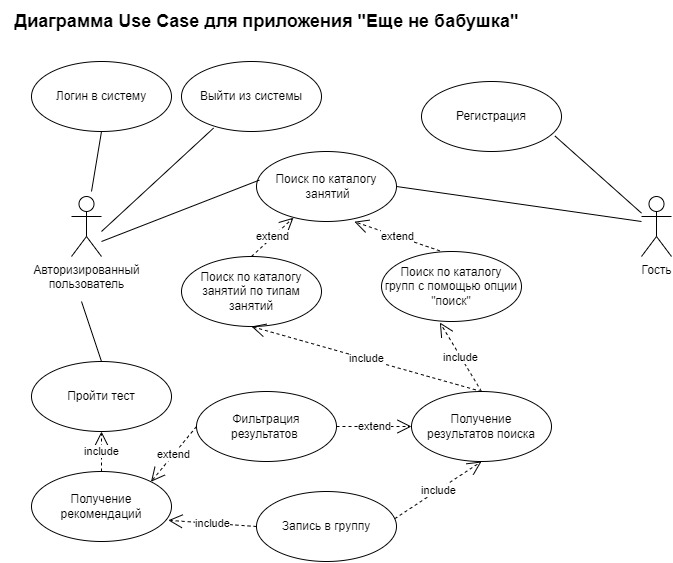 Диаграмма Use Case для приложения "Еще не бабушка"
Логин в систему
Выйти из системы
Регистрация
Поиск по каталогу
занятий
extend
extend
Авторизированный
пользователь
Гость
Поиск по каталогу
занятий по типам
занятий
Поиск по каталогу
групп с помощью опции
"поиск"
include
include
Пройти тест
Фильтрация
результатов
extend
Получение
результатов поиска
include
extend
Получение
рекомендаций
include
Запись в группу
include